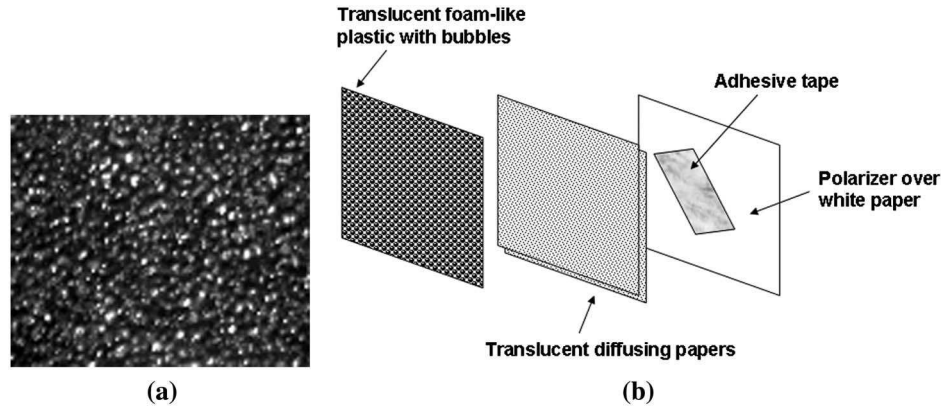 Translucent foam-like
plastic with bubbles
Adhesive tape
Polarizer over
white paper
Translucent diffusing papers
(a)
(b)